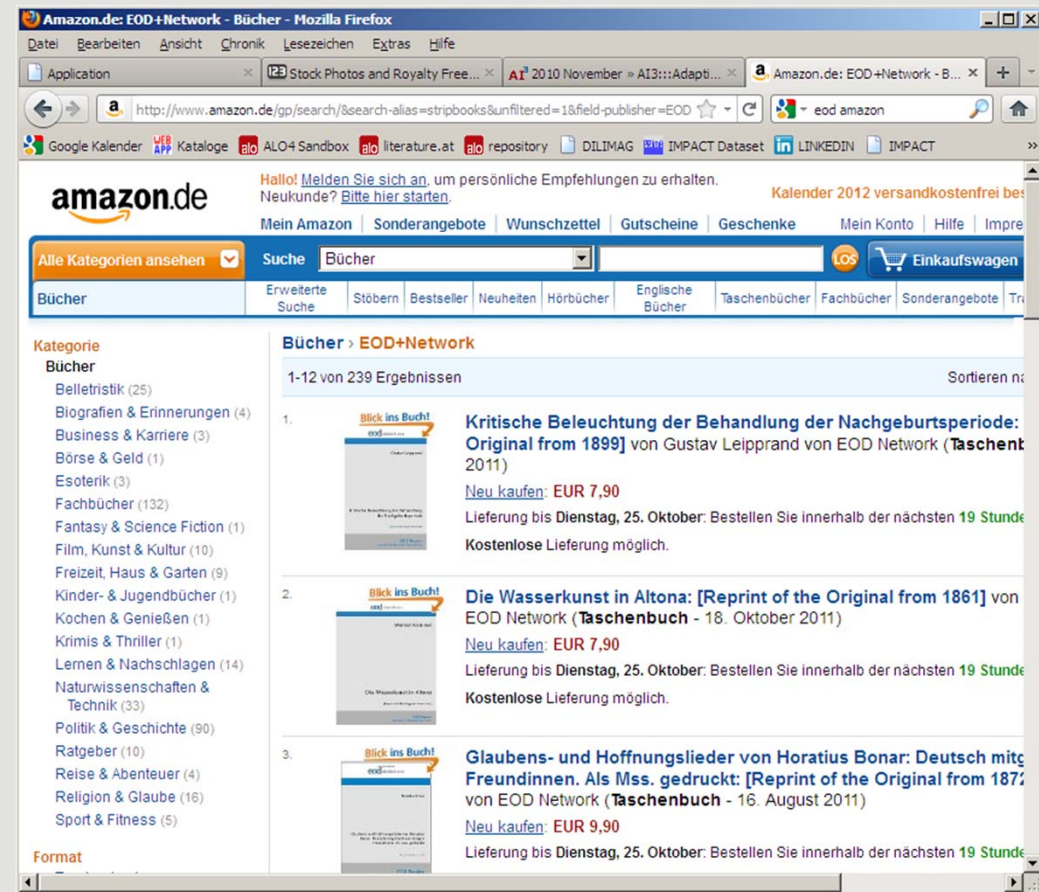 Amazon.de: EOD+Network - Bücher - Mozilla Firefox
Datei Bearbeiten Ansicht Chronik Lesezeichen Extras Hilfe
Application Stock Photos and Royalty Free... AI³ 2010 November » AI3:::Adapti... Amazon.de: EOD+Network - B...
http://www.amazon.de/gp/search/&search-alias=stripbooks&unfiltered=1&field-publisher=EOD eod amazon
Google Kalender Kataloge ALO4 Sandbox literature.at repository DILIMAG IMPACT Dataset LINKEDIN IMPACT »
amazon.de
Hallo! Melden Sie sich an, um persönliche Empfehlungen zu erhalten.
Neukunde? Bitte hier starten.
Kalender 2012 versandkostenfrei bes
Mein Amazon Sonderangebote Wunschzettel Gutscheine Geschenke Mein Konto Hilfe Impre
Alle Kategorien ansehen Suche Bücher LOS Einkaufswagen
Bücher Erweiterte Suche Stöbern Bestseller Neuheiten Hörbücher Englische Bücher Taschenbücher Fachbücher Sonderangebote
Kategorie
Bücher
Belletristik (25)
Biografien & Erinnerungen (4)
Business & Karriere (3)
Börse & Geld (1)
Esoterik (3)
Fachbücher (132)
Fantasy & Science Fiction (1)
Film, Kunst & Kultur (10)
Freizeit, Haus & Garten (9)
Kinder- & Jugendbücher (1)
Kochen & Genießen (1)
Krimis & Thriller (1)
Lernen & Nachschlagen (14)
Naturwissenschaften &
Technik (33)
Politik & Geschichte (90)
Ratgeber (10)
Reise & Abenteuer (4)
Religion & Glaube (16)
Sport & Fitness (5)
Format
Bücher › EOD+Network
1-12 von 239 Ergebnissen Sortieren na
1.
Blick ins Buch!
eod
Kritische Beleuchtung der Behandlung der Nachgeburtsperiode:
Original from 1899] von Gustav Leipprand von EOD Network (Taschenb
2011)
Neu kaufen: EUR 7,90
Lieferung bis Dienstag, 25. Oktober: Bestellen Sie innerhalb der nächsten 19 Stunde
Kostenlose Lieferung möglich.
2.
Blick ins Buch!
eod
Die Wasserkunst in Altona
Die Wasserkunst in Altona: [Reprint of the Original from 1861] von
EOD Network (Taschenbuch - 18. Oktober 2011)
Neu kaufen: EUR 7,90
Lieferung bis Dienstag, 25. Oktober: Bestellen Sie innerhalb der nächsten 19 Stunde
Kostenlose Lieferung möglich.
3.
Blick ins Buch!
eod
Glaubens- und Hoffnungslieder von Horatius Bonar: Deutsch mitg
Freundinnen. Als Mss. gedruckt: [Reprint of the Original from 1872
von EOD Network (Taschenbuch - 16. August 2011)
Neu kaufen: EUR 9,90
Lieferung bis Dienstag, 25. Oktober: Bestellen Sie innerhalb der nächsten 19 Stunde